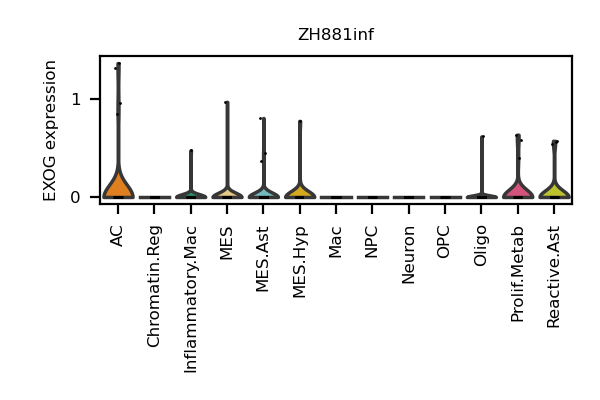 ZH881inf
EXOG expression
1
0
AC
Chromatin.Reg
Inflammatory.Mac
MES
MES.Ast
MES.Hyp
Mac
NPC
Neuron
OPC
Oligo
Prolif.Metab
Reactive.Ast